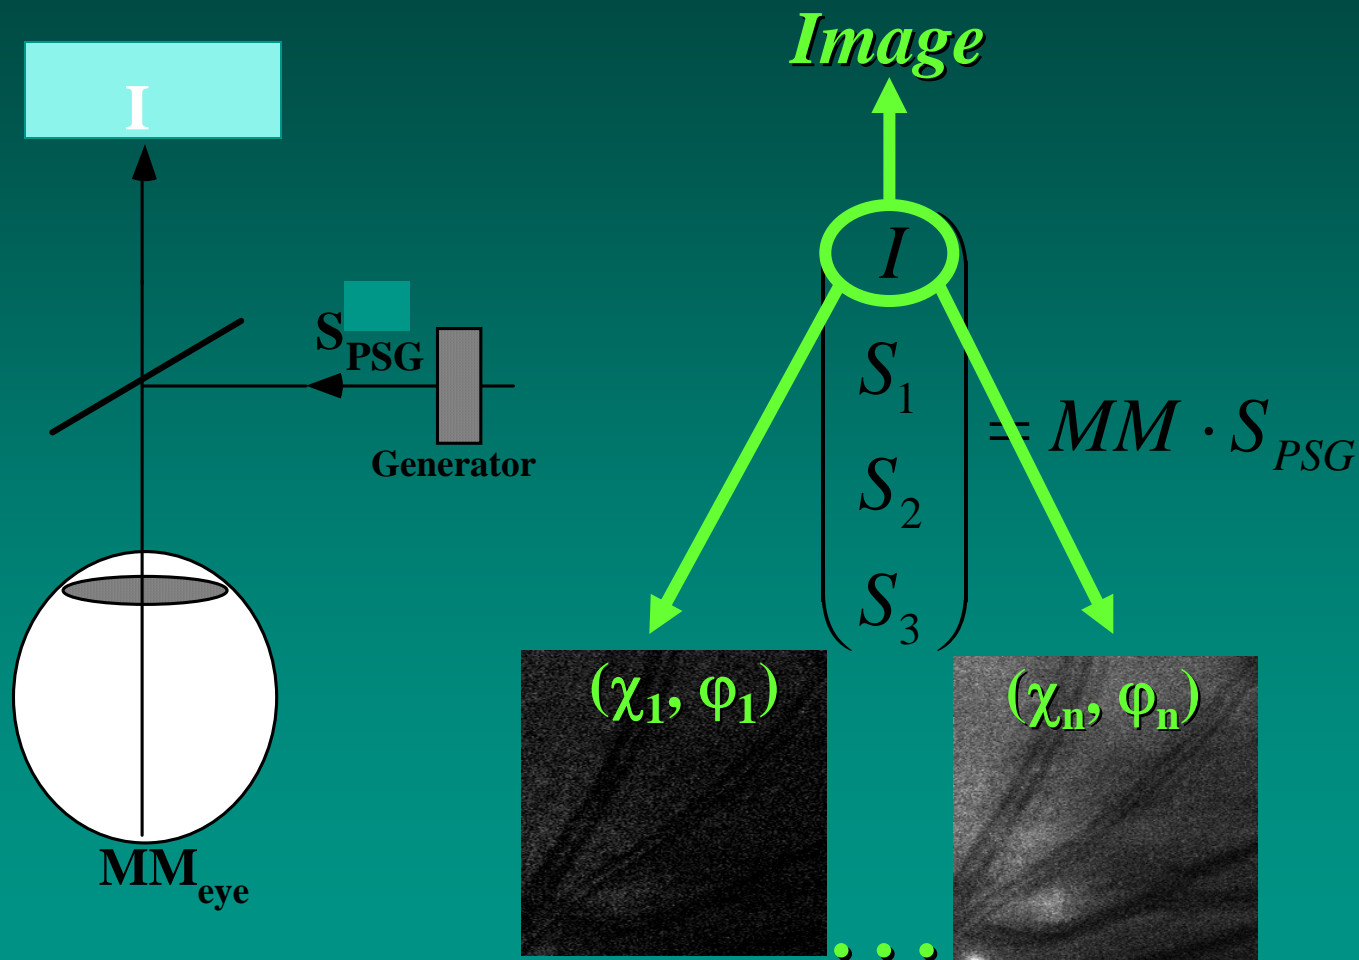 I
S_PSG
Generator
MM_eye
Image
I
S_1
S_2
S_3
= MM · S_PSG
(χ_1, φ_1)
(χ_n, φ_n)
. . .